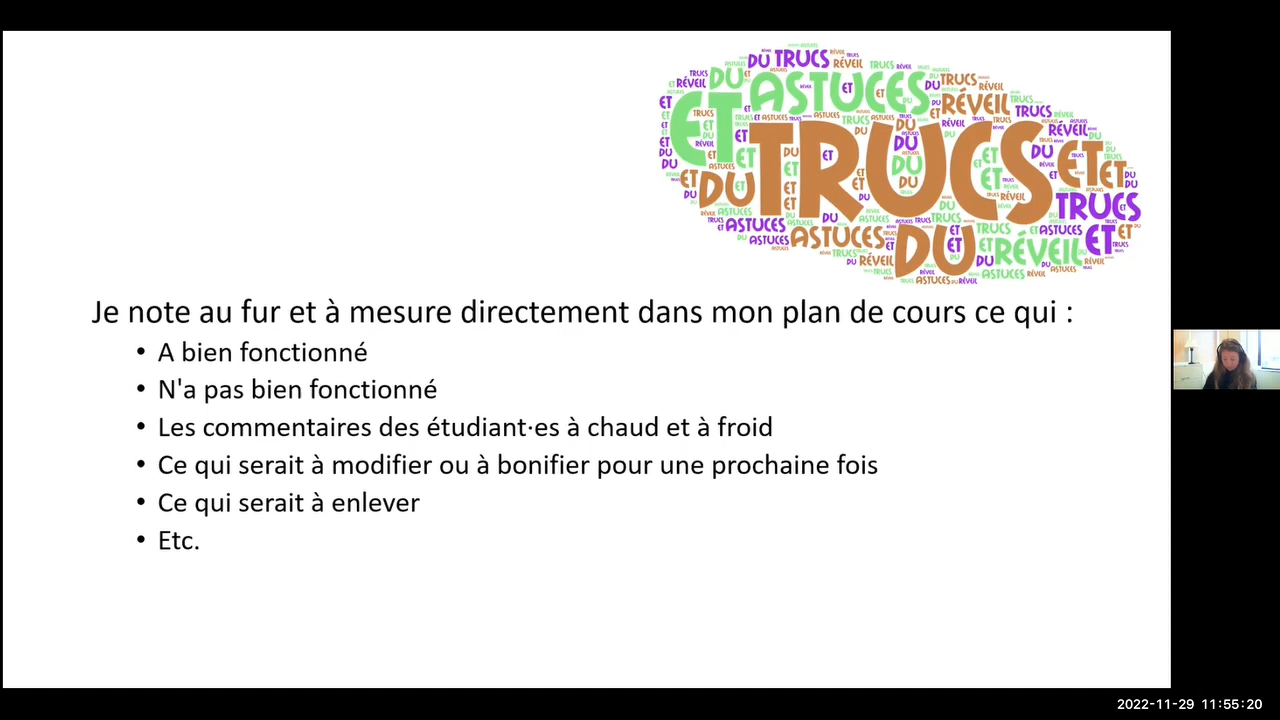 TRUCS
ET
ASTUCES
DU
RÉVEIL
Je note au fur et à mesure directement dans mon plan de cours ce qui :
• A bien fonctionné
• N'a pas bien fonctionné
• Les commentaires des étudiant·es à chaud et à froid
• Ce qui serait à modifier ou à bonifier pour une prochaine fois
• Ce qui serait à enlever
• Etc.
2022-11-29 11:55:20